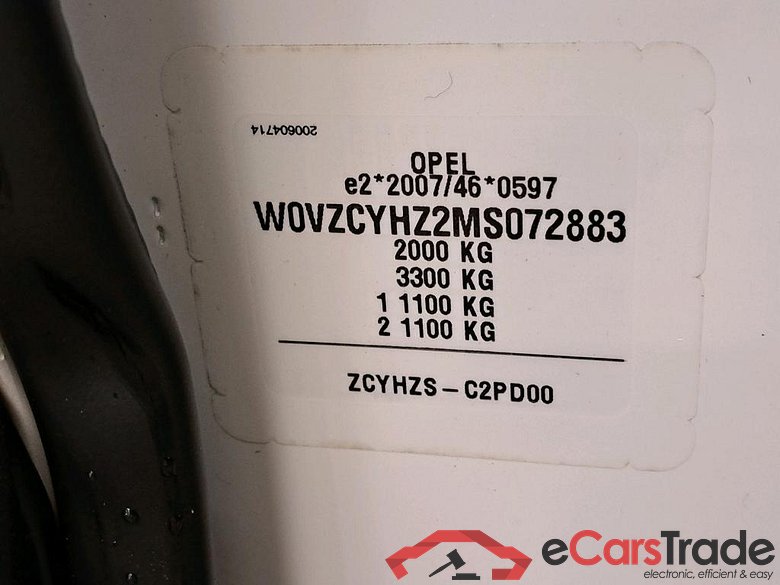 200604714
OPEL
e2*2007/46*0597
W0VZCYHZ2MS072883
2000 KG
3300 KG
1 1100 KG
2 1100 KG
ZCYHZS - C2PD00
eCarsTrade
electronic, efficient & easy